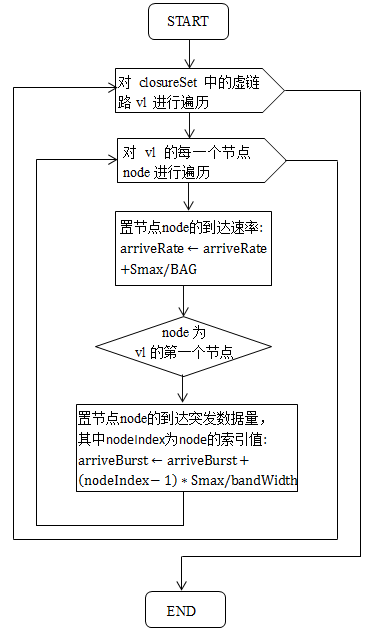 START
对 closureSet 中的虚链
路 vl 进行遍历
对 vl 的每一个节点
node 进行遍历
置节点node的到达速率:
arriveRate ← arriveRate
+Smax/BAG
node 为
vl 的第一个节点
置节点node的到达突发数据量，
其中nodeIndex为node的索引值:
arriveBurst ← arriveBurst +
(nodeIndex − 1) * Smax/bandWidth
END